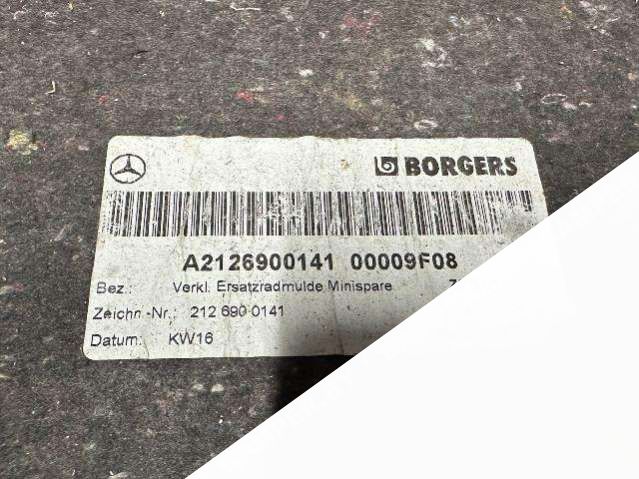 BORGERS
A2126900141 00009F08
Bez.: Verkl. Ersatzradmulde Minispare
Zeichn.-Nr.: 212 690 0141
Datum: KW16